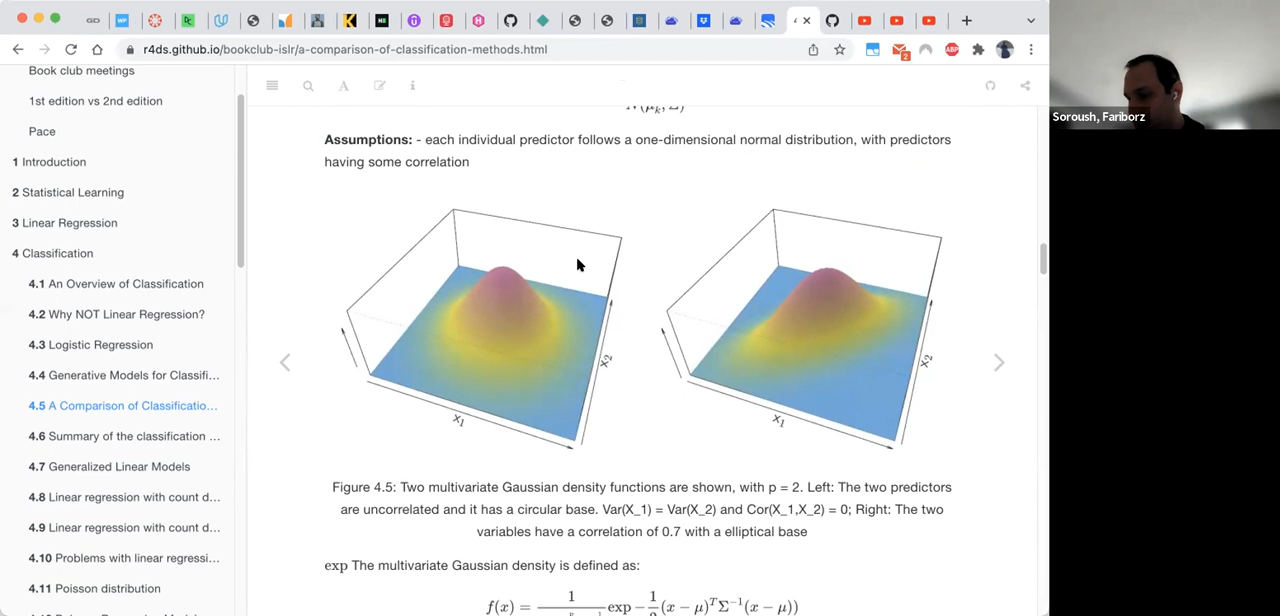 r4ds.github.io/bookclub-islr/a-comparison-of-classification-methods.html
2
ABP
Soroush, Fariborz
Book club meetings
1st edition vs 2nd edition
Pace
1 Introduction
2 Statistical Learning
3 Linear Regression
4 Classification
4.1 An Overview of Classification
4.2 Why NOT Linear Regression?
4.3 Logistic Regression
4.4 Generative Models for Classifi...
4.5 A Comparison of Classificatio...
4.6 Summary of the classification ...
4.7 Generalized Linear Models
4.8 Linear regression with count d...
4.9 Linear regression with count d...
4.10 Problems with linear regressi...
4.11 Poisson distribution
Assumptions: - each individual predictor follows a one-dimensional normal distribution, with predictors
having some correlation
x₁
x₂
x₁
x₂
Figure 4.5: Two multivariate Gaussian density functions are shown, with p = 2. Left: The two predictors
are uncorrelated and it has a circular base. Var(X_1) = Var(X_2) and Cor(X_1,X_2) = 0; Right: The two
variables have a correlation of 0.7 with a elliptical base
exp The multivariate Gaussian density is defined as: